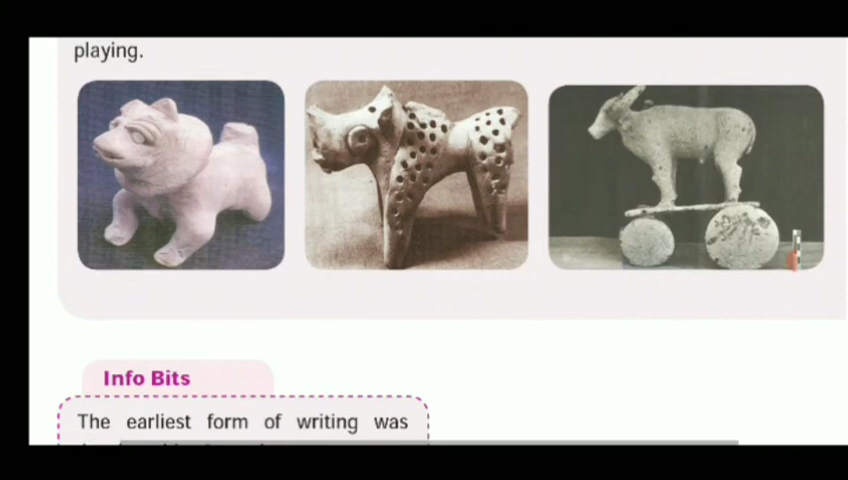 playing.
Info Bits
The earliest form of writing was